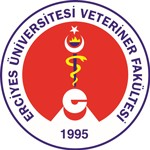 ERCİYES ÜNİVERSİTESİ VETERİNER FAKÜLTESİ
1995